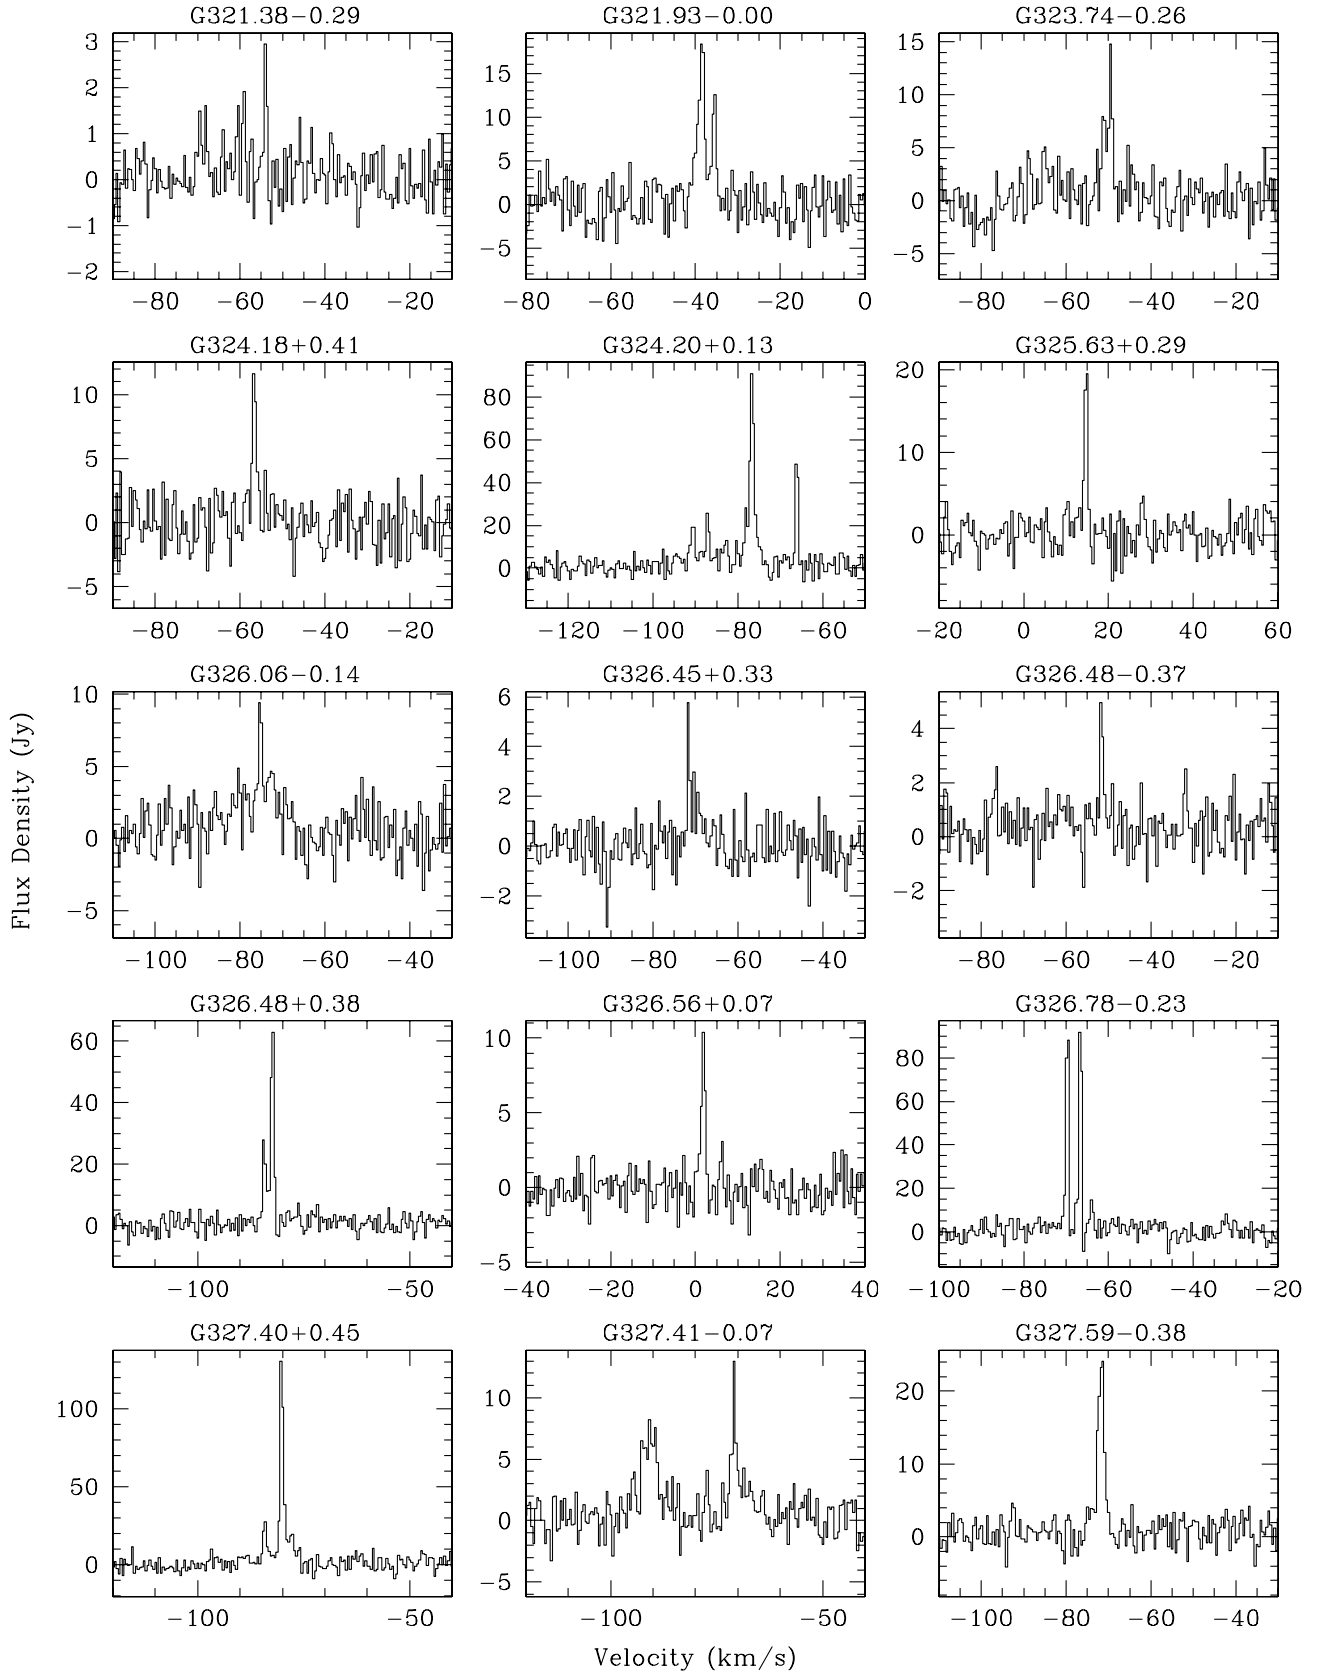 G321.38−0.29 G321.93−0.00 G323.74−0.26
3 2 1 0 −1 −2
15 10 5 0 −5
15 10 5 0 −5
−80 −60 −40 −20
−80 −60 −40 −20 0
−80 −60 −40 −20
G324.18+0.41 G324.20+0.13 G325.63+0.29
10 5 0 −5
80 60 40 20 0
20 10 0
−80 −60 −40 −20
−120 −100 −80 −60
−20 0 20 40 60
G326.06−0.14 G326.45+0.33 G326.48−0.37
10 5 0 −5
6 4 2 0 −2
4 2 0 −2
−100 −80 −60 −40
−100 −80 −60 −40
−80 −60 −40 −20
Flux Density (Jy)
G326.48+0.38 G326.56+0.07 G326.78−0.23
60 40 20 0
10 5 0 −5
80 60 40 20 0
−100 −50
−40 −20 0 20 40
−100 −80 −60 −40 −20
G327.40+0.45 G327.41−0.07 G327.59−0.38
100 50 0
10 5 0 −5
20 10 0
−100 −50
−100 −50
−100 −80 −60 −40
Velocity (km/s)